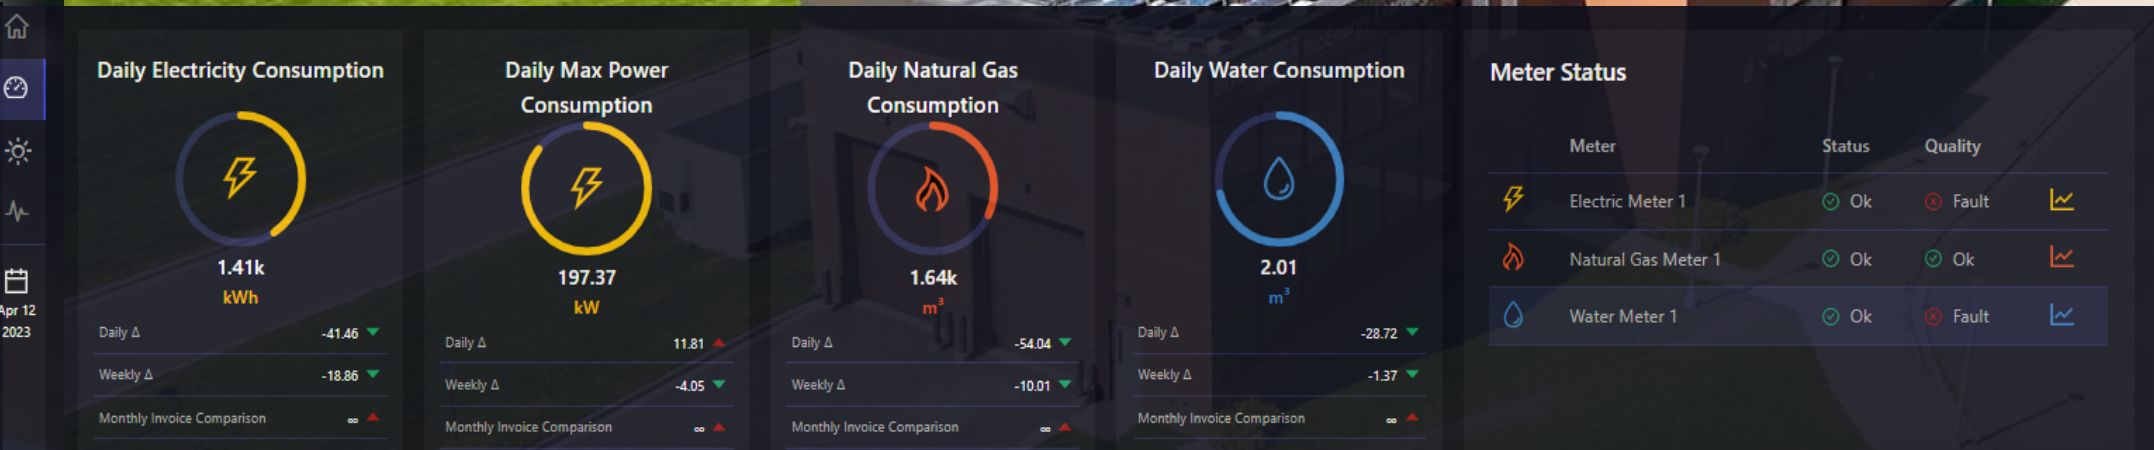 Apr 12
2023
Daily Electricity Consumption
1.41k
kWh
Daily Δ -41.46
Weekly Δ -18.86
Monthly Invoice Comparison ∞
Daily Max Power
Consumption
197.37
kW
Daily Δ 11.81
Weekly Δ -4.05
Monthly Invoice Comparison ∞
Daily Natural Gas
Consumption
1.64k
m³
Daily Δ -54.04
Weekly Δ -10.01
Monthly Invoice Comparison ∞
Daily Water Consumption
2.01
m³
Daily Δ -28.72
Weekly Δ -1.37
Monthly Invoice Comparison ∞
Meter Status
Meter Status Quality
Electric Meter 1 Ok Fault
Natural Gas Meter 1 Ok Ok
Water Meter 1 Ok Fault